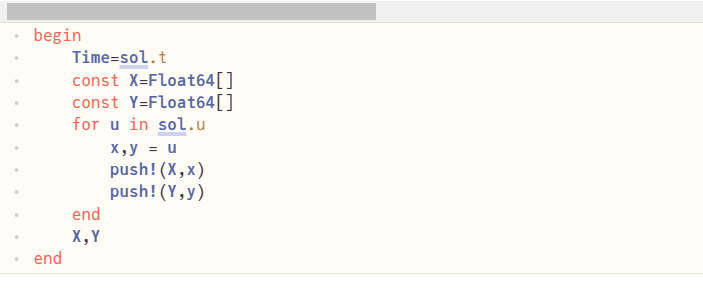 begin
    Time=sol.t
    const X=Float64[]
    const Y=Float64[]
    for u in sol.u
        x,y = u
        push!(X,x)
        push!(Y,y)
    end
    X,Y
end